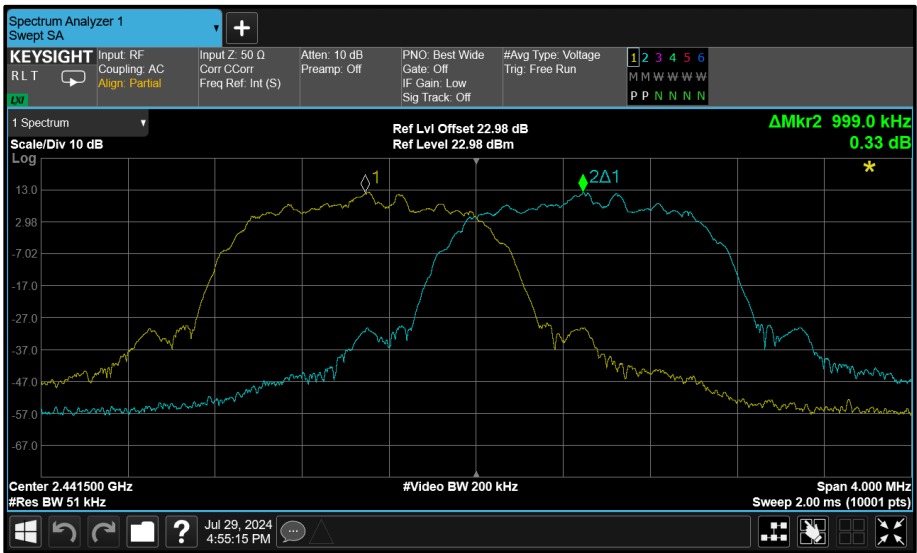 Spectrum Analyzer 1
Swept SA
+
KEYSIGHT
R L T
LXI
Input: RF
Coupling: AC
Align: Partial
Input Z: 50 Ω
Corr CCorr
Freq Ref: Int (S)
Atten: 10 dB
Preamp: Off
PNO: Best Wide
Gate: Off
IF Gain: Low
Sig Track: Off
#Avg Type: Voltage
Trig: Free Run
1 2 3 4 5 6
M M W W W W
P P N N N N
1 Spectrum
Scale/Div 10 dB
Ref Lvl Offset 22.98 dB
Ref Level 22.98 dBm
ΔMkr2 999.0 kHz
0.33 dB
*
Log
1
2Δ1
13.0
2.98
-7.02
-17.0
-27.0
-37.0
-47.0
-57.0
-67.0
Center 2.441500 GHz
#Res BW 51 kHz
#Video BW 200 kHz
Span 4.000 MHz
Sweep 2.00 ms (10001 pts)
?
Jul 29, 2024
4:55:15 PM